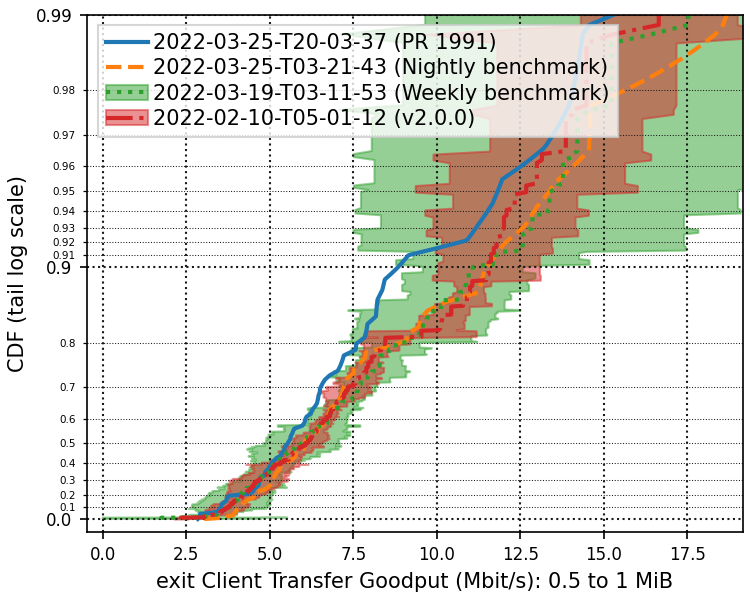 0.99
2022-03-25-T20-03-37 (PR 1991)
2022-03-25-T03-21-43 (Nightly benchmark)
2022-03-19-T03-11-53 (Weekly benchmark)
2022-02-10-T05-01-12 (v2.0.0)
0.98
0.97
0.96
0.95
0.94
0.93
0.92
0.91
0.9
0.8
0.7
0.6
0.5
0.4
0.3
0.2
0.1
0.0
CDF (tail log scale)
0.0 2.5 5.0 7.5 10.0 12.5 15.0 17.5
exit Client Transfer Goodput (Mbit/s): 0.5 to 1 MiB